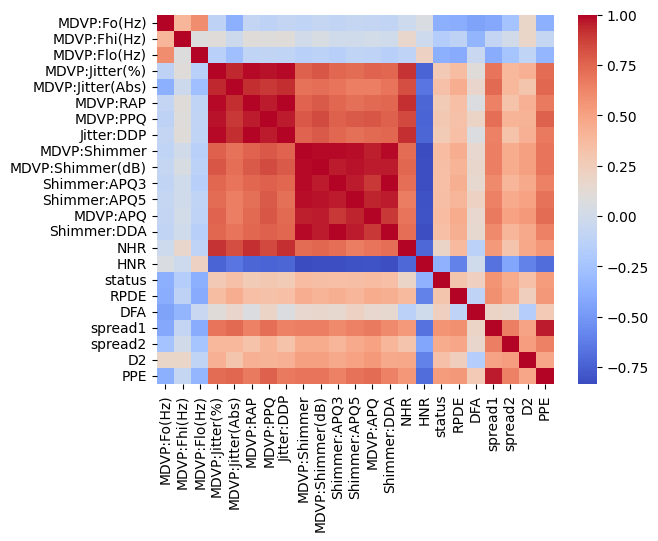 MDVP:Fo(Hz)
MDVP:Fhi(Hz)
MDVP:Flo(Hz)
MDVP:Jitter(%)
MDVP:Jitter(Abs)
MDVP:RAP
MDVP:PPQ
Jitter:DDP
MDVP:Shimmer
MDVP:Shimmer(dB)
Shimmer:APQ3
Shimmer:APQ5
MDVP:APQ
Shimmer:DDA
NHR
HNR
status
RPDE
DFA
spread1
spread2
D2
PPE
MDVP:Fo(Hz)
MDVP:Fhi(Hz)
MDVP:Flo(Hz)
MDVP:Jitter(%)
MDVP:Jitter(Abs)
MDVP:RAP
MDVP:PPQ
Jitter:DDP
MDVP:Shimmer
MDVP:Shimmer(dB)
Shimmer:APQ3
Shimmer:APQ5
MDVP:APQ
Shimmer:DDA
NHR
HNR
status
RPDE
DFA
spread1
spread2
D2
PPE
1.00
0.75
0.50
0.25
0.00
−0.25
−0.50
−0.75